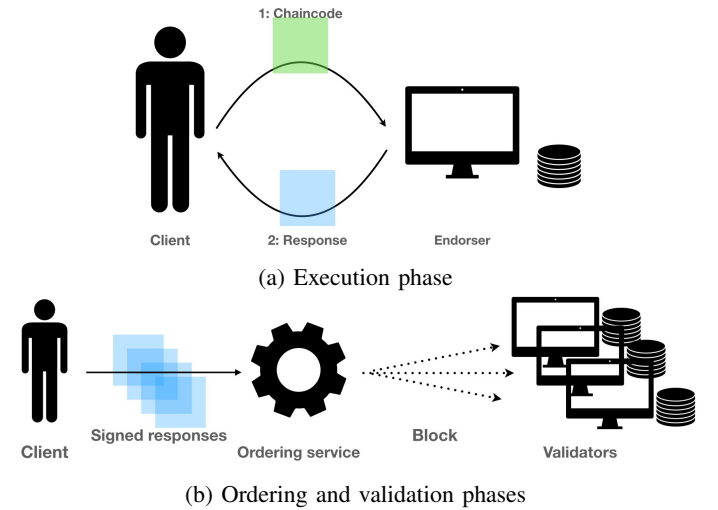 1: Chaincode
Client
2: Response
Endorser
(a) Execution phase
Client
Signed responses
Ordering service
Block
Validators
(b) Ordering and validation phases